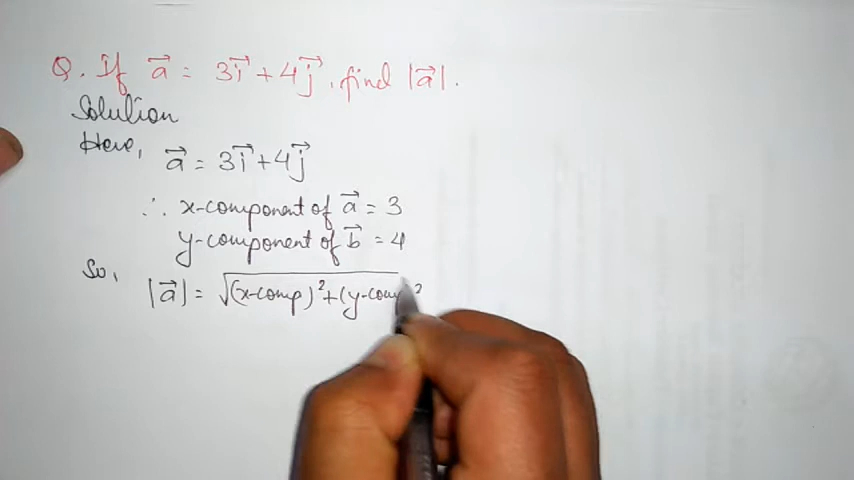 Q. If a⃗ = 3i⃗ + 4j⃗, find |a⃗|.
Solution
Here, a⃗ = 3i⃗ + 4j⃗
∴ x-component of a⃗ = 3
y-component of b⃗ = 4
So,
|a⃗| = √(x-comp)²+(y-comp)²